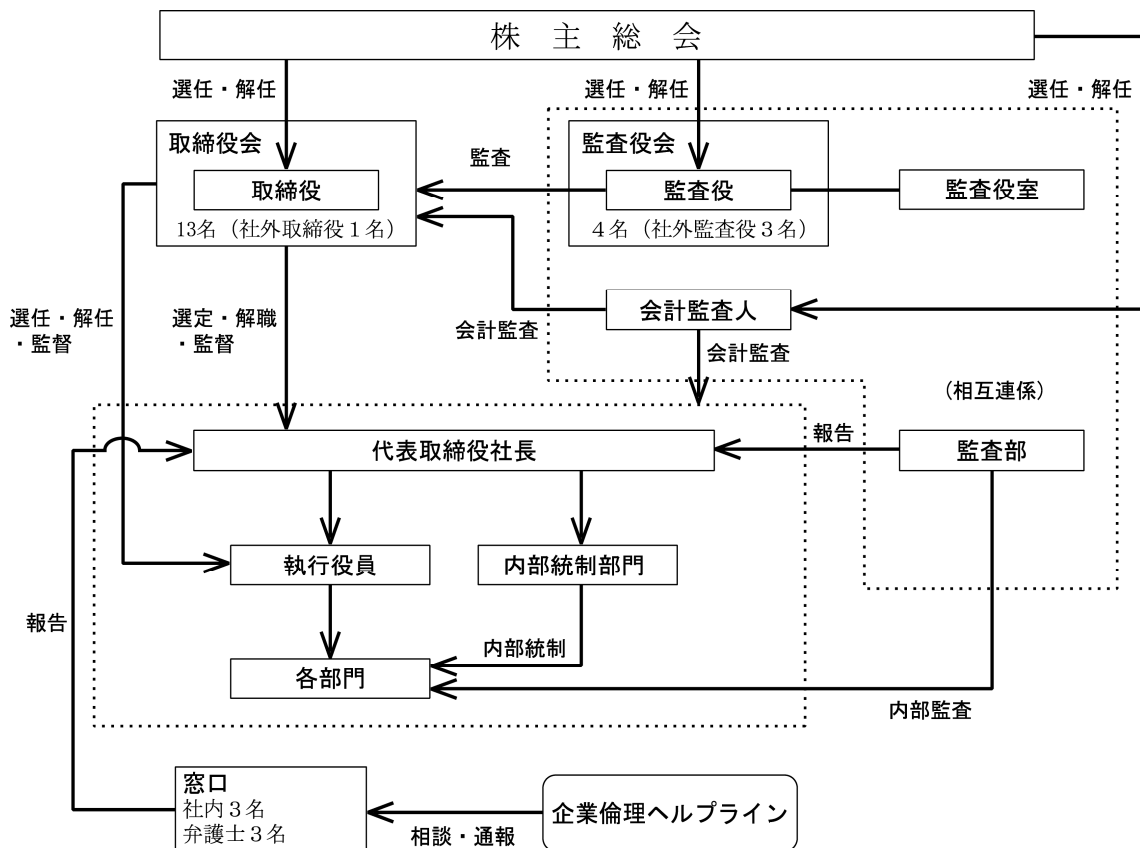 株主総会
選任・解任
選任・解任
選任・解任
取締役会
取締役
13名（社外取締役１名）
監査
監査役会
監査役
４名（社外監査役３名）
監査役室
選任・解任
・監督
選定・解職
・監督
会計監査
会計監査人
会計監査
（相互連係）
代表取締役社長
報告
監査部
執行役員
内部統制部門
報告
内部統制
各部門
内部監査
窓口
社内３名
弁護士３名
相談・通報
企業倫理ヘルプライン